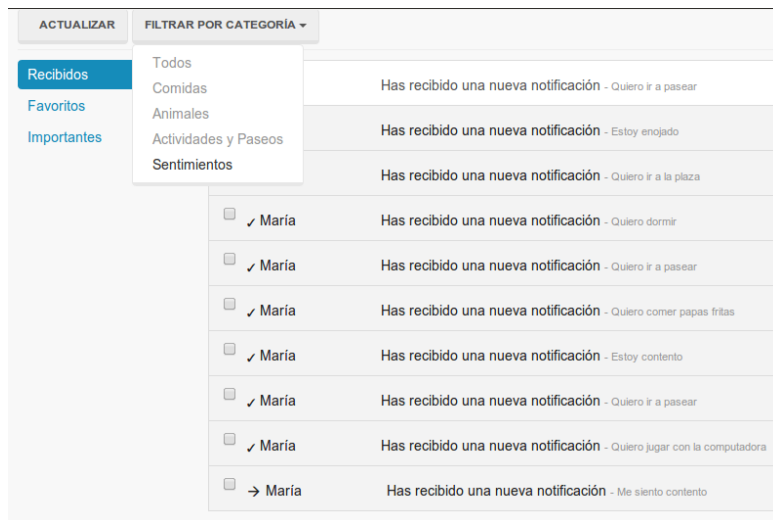 ACTUALIZAR FILTRAR POR CATEGORÍA
Todos
Comidas
Animales
Actividades y Paseos
Sentimientos
Recibidos
Favoritos
Importantes
Has recibido una nueva notificación - Quiero ir a pasear
Has recibido una nueva notificación - Estoy enojado
Has recibido una nueva notificación - Quiero ir a la plaza
✓ María Has recibido una nueva notificación - Quiero dormir
✓ María Has recibido una nueva notificación - Quiero ir a pasear
✓ María Has recibido una nueva notificación - Quiero comer papas fritas
✓ María Has recibido una nueva notificación - Estoy contento
✓ María Has recibido una nueva notificación - Quiero ir a pasear
✓ María Has recibido una nueva notificación - Quiero jugar con la computadora
→ María Has recibido una nueva notificación - Me siento contento